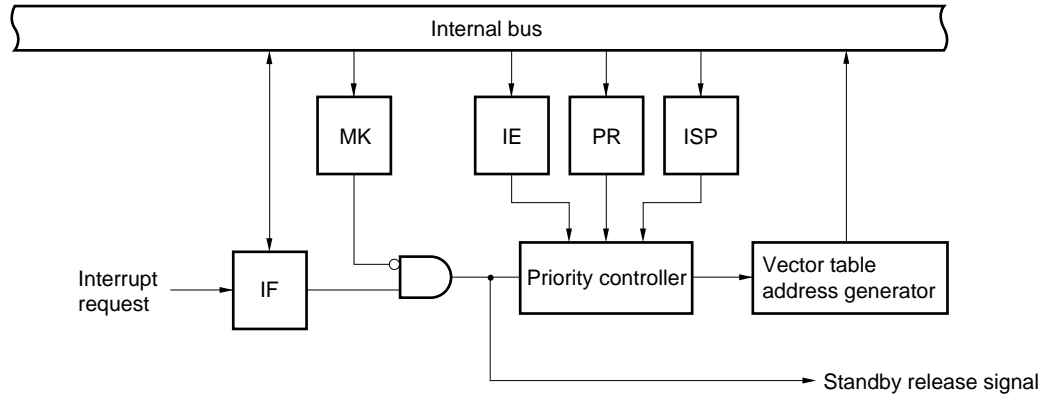 Internal bus
MK
IE
PR
ISP
Interrupt
request
IF
Priority controller
Vector table
address generator
Standby release signal